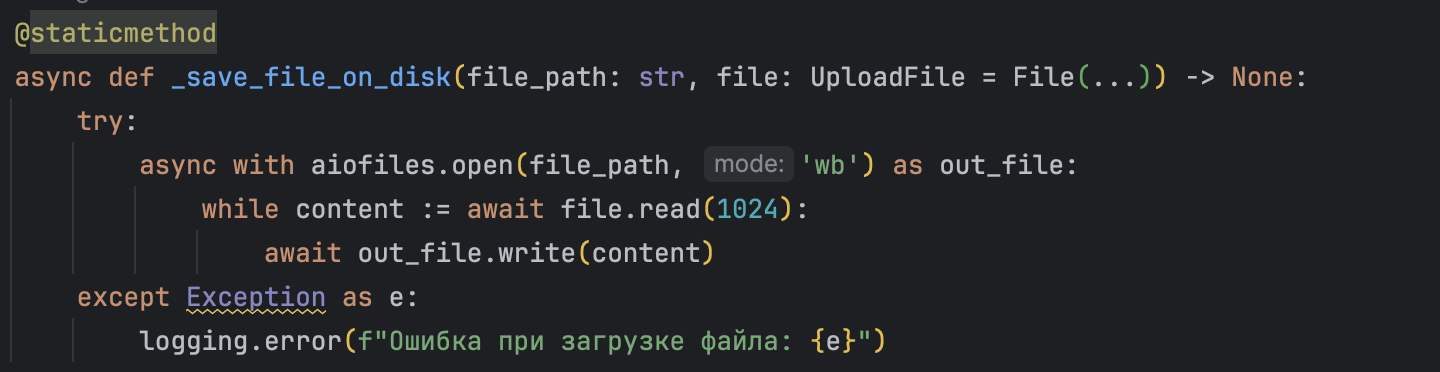 @staticmethod
async def _save_file_on_disk(file_path: str, file: UploadFile = File(...)) -> None:
    try:
        async with aiofiles.open(file_path, mode: 'wb') as out_file:
            while content := await file.read(1024):
                await out_file.write(content)
    except Exception as e:
        logging.error(f"Ошибка при загрузке файла: {e}")